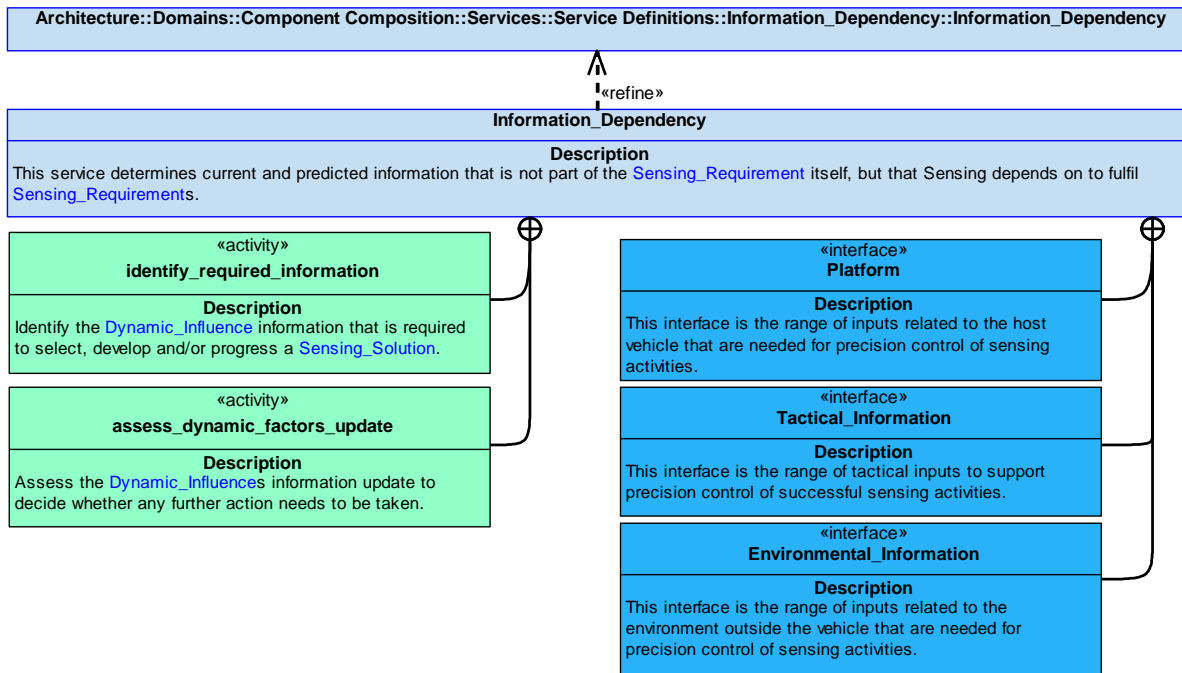 Architecture::Domains::Component Composition::Services::Service Definitions::Information_Dependency::Information_Dependency
«refine»
Information_Dependency
Description
This service determines current and predicted information that is not part of the Sensing_Requirement itself, but that Sensing depends on to fulfil
Sensing_Requirements.
«activity»
identify_required_information
Description
Identify the Dynamic_Influence information that is required
to select, develop and/or progress a Sensing_Solution.
«activity»
assess_dynamic_factors_update
Description
Assess the Dynamic_Influences information update to
decide whether any further action needs to be taken.
«interface»
Platform
Description
This interface is the range of inputs related to the host
vehicle that are needed for precision control of sensing
activities.
«interface»
Tactical_Information
Description
This interface is the range of tactical inputs to support
precision control of successful sensing activities.
«interface»
Environmental_Information
Description
This interface is the range of inputs related to the
environment outside the vehicle that are needed for
precision control of sensing activities.